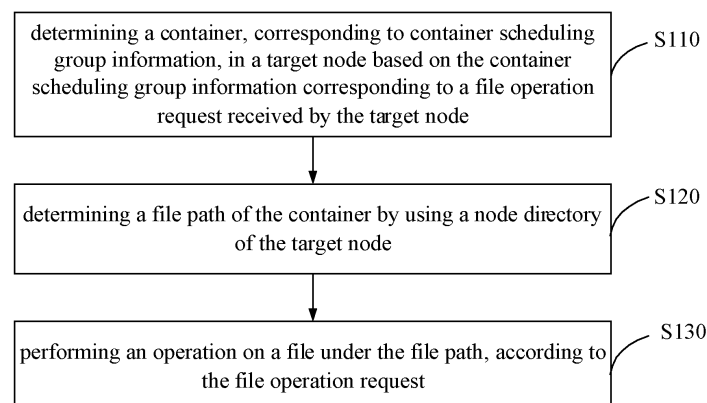 determining a container, corresponding to container scheduling
group information, in a target node based on the container
scheduling group information corresponding to a file operation
request received by the target node
S110
determining a file path of the container by using a node directory
of the target node
S120
performing an operation on a file under the file path, according to
the file operation request
S130